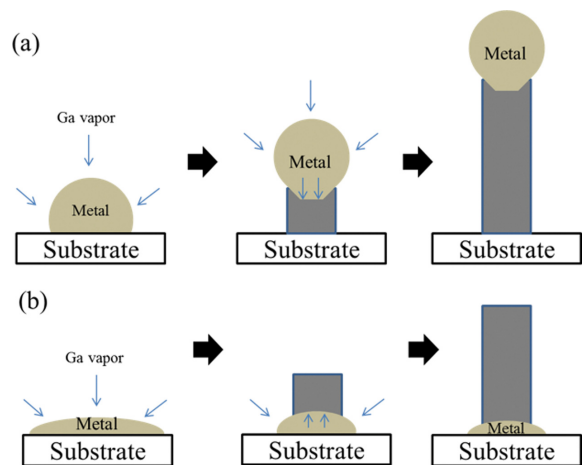 (a)
Ga vapor
Metal
Substrate
Metal
Substrate
Metal
Substrate
(b)
Ga vapor
Metal
Substrate
Substrate
Metal
Substrate